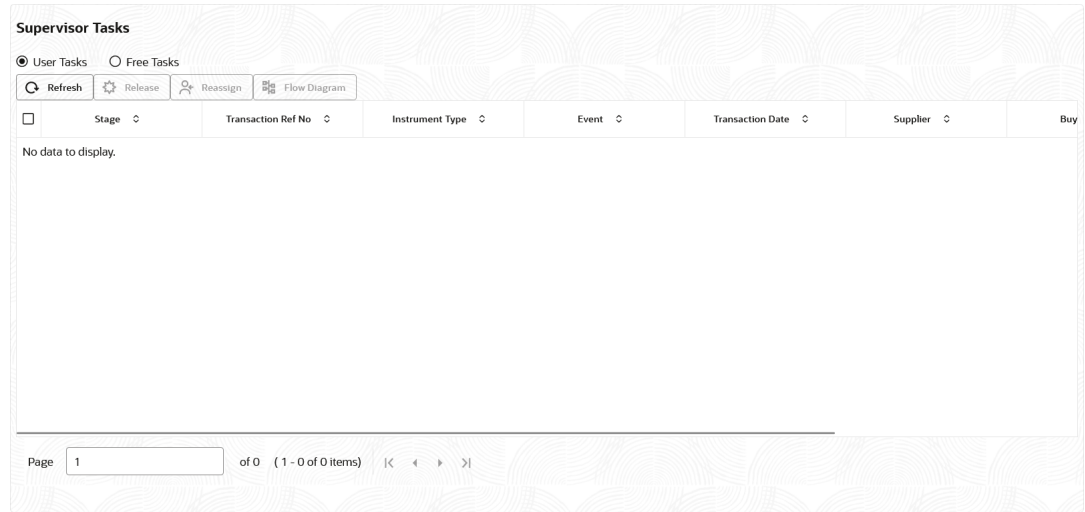 Supervisor Tasks
User Tasks Free Tasks
Refresh Release Reassign Flow Diagram
Stage Transaction Ref No Instrument Type Event Transaction Date Supplier Buy
No data to display.
Page 1 of 0 ( 1 - 0 of 0 items)